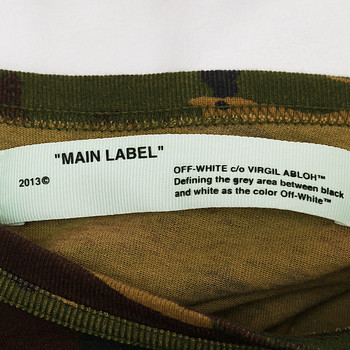 "MAIN LABEL"
2013©
OFF-WHITE c/o VIRGIL ABLOH™
Defining the grey area between black
and white as the color Off-White™